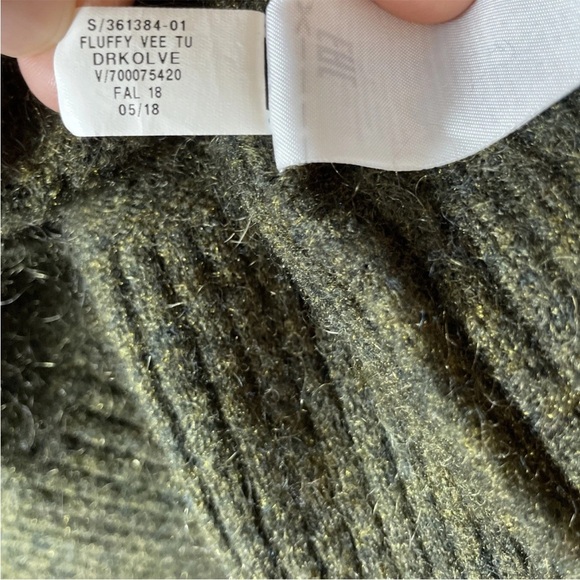 S/361384-01
FLUFFY VEE TU
DRKOLVE
V/700075420
FAL 18
05/18